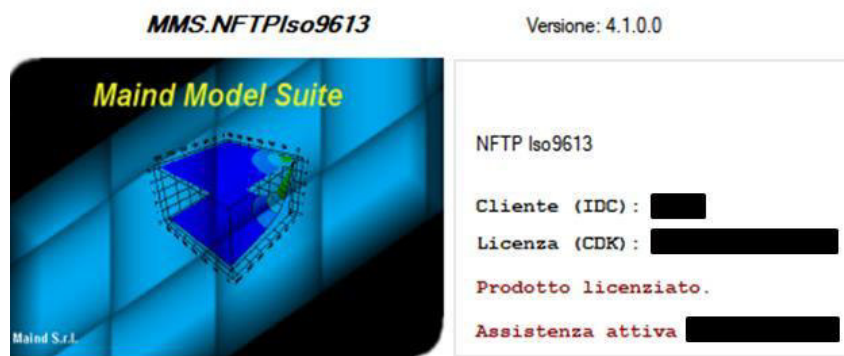 MMS.NFTPIso9613
Versione: 4.1.0.0
Maind Model Suite
Maind S.r.l.
NFTP Iso9613
Cliente (IDC):
Licenza (CDK):
Prodotto licenziato.
Assistenza attiva